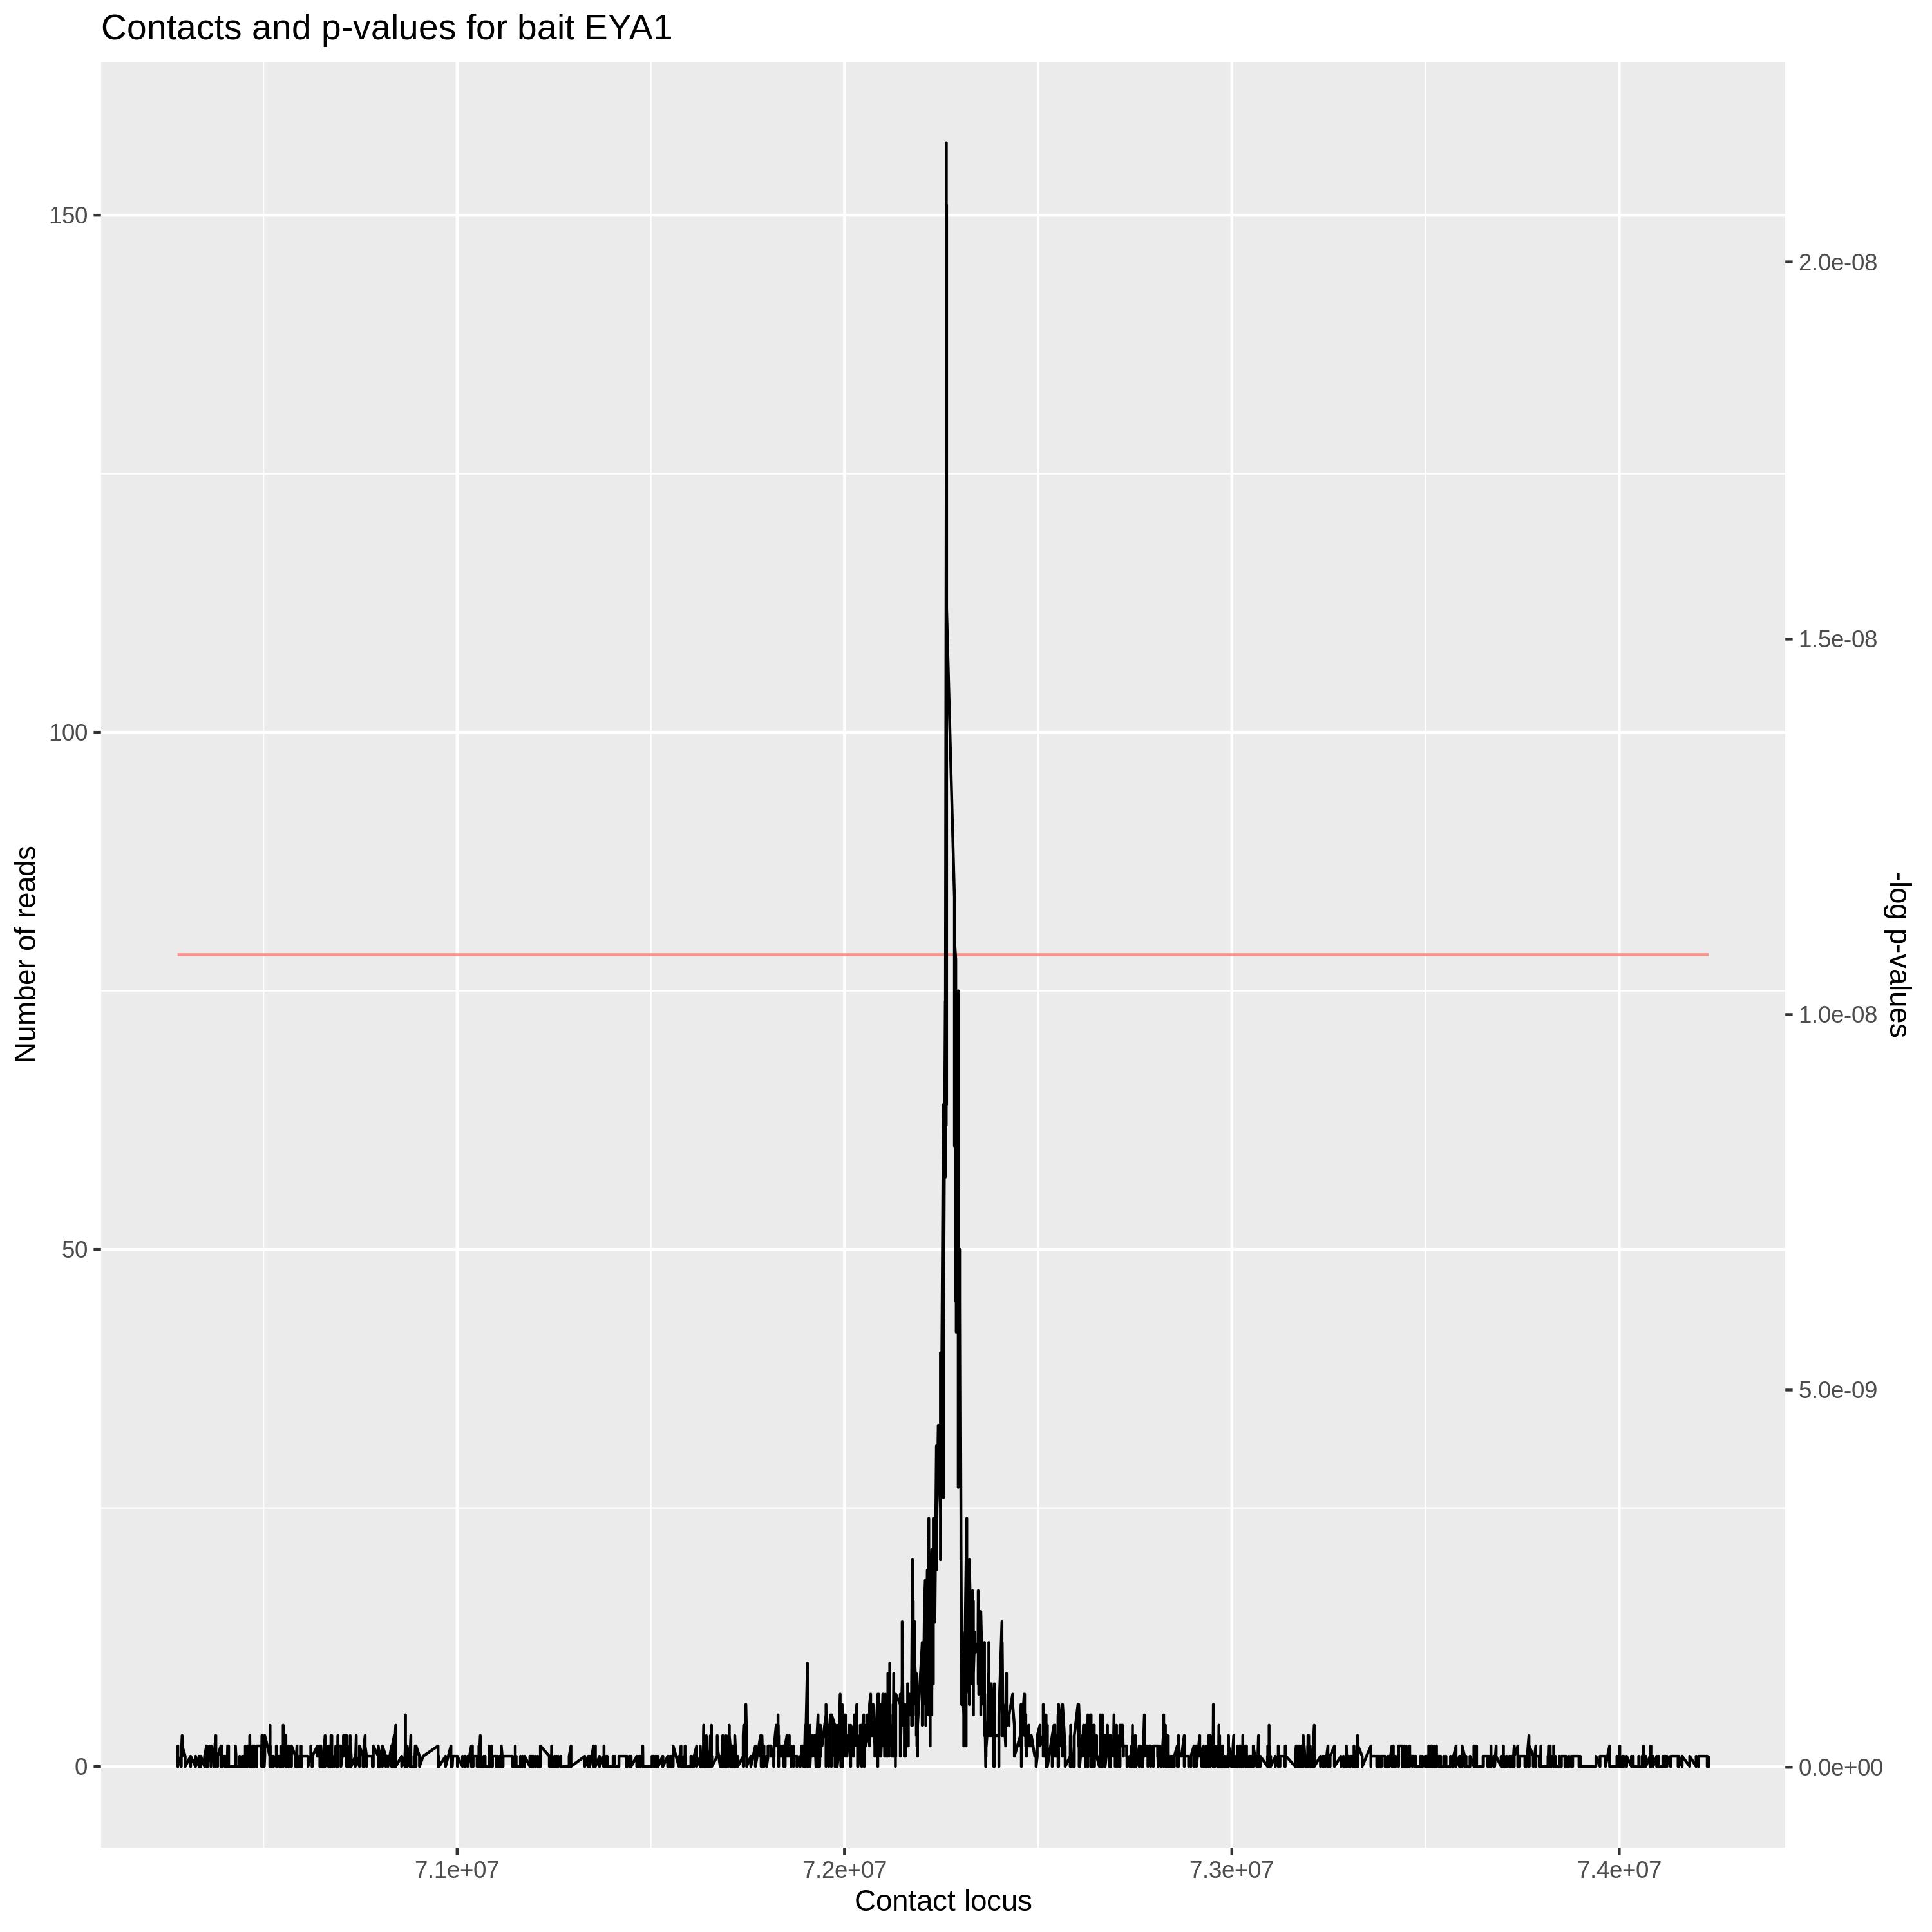 Contacts and p-values for bait EYA1
150
100
50
0
Number of reads
2.0e-08
1.5e-08
1.0e-08
5.0e-09
0.0e+00
-log p-values
7.1e+07
7.2e+07
7.3e+07
7.4e+07
Contact locus